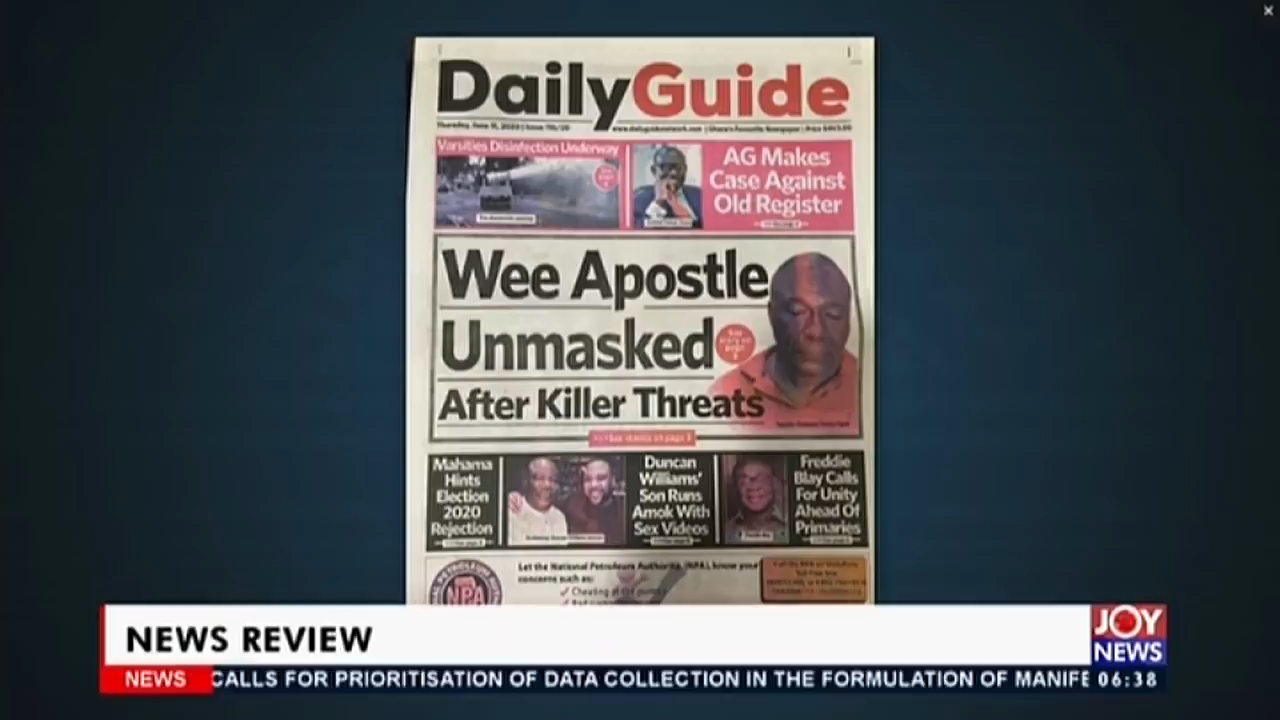 DailyGuide
Varsities Disinfection Underway
AG Makes
Case Against
Old Register
Wee Apostle
Unmasked
After Killer Threats
Mahama
Hints
Election
2020
Rejection
Duncan
Williams'
Son Runs
Amok With
Sex Videos
Freddie
Blay Calls
For Unity
Ahead Of
Primaries
NPA
Let the National Petroleum Authority, (NPA), know your
concerns such as:
NEWS REVIEW
JOY
NEWS
NEWS
CALLS FOR PRIORITISATION OF DATA COLLECTION IN THE FORMULATION OF MANIFE
06:38